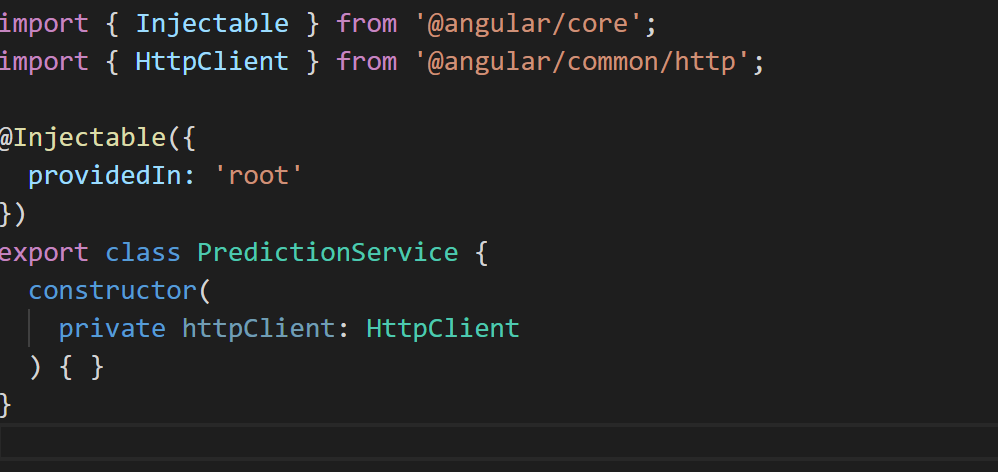 import { Injectable } from '@angular/core';
import { HttpClient } from '@angular/common/http';
@Injectable({
  providedIn: 'root'
})
export class PredictionService {
  constructor(
    private httpClient: HttpClient
  ) { }
}